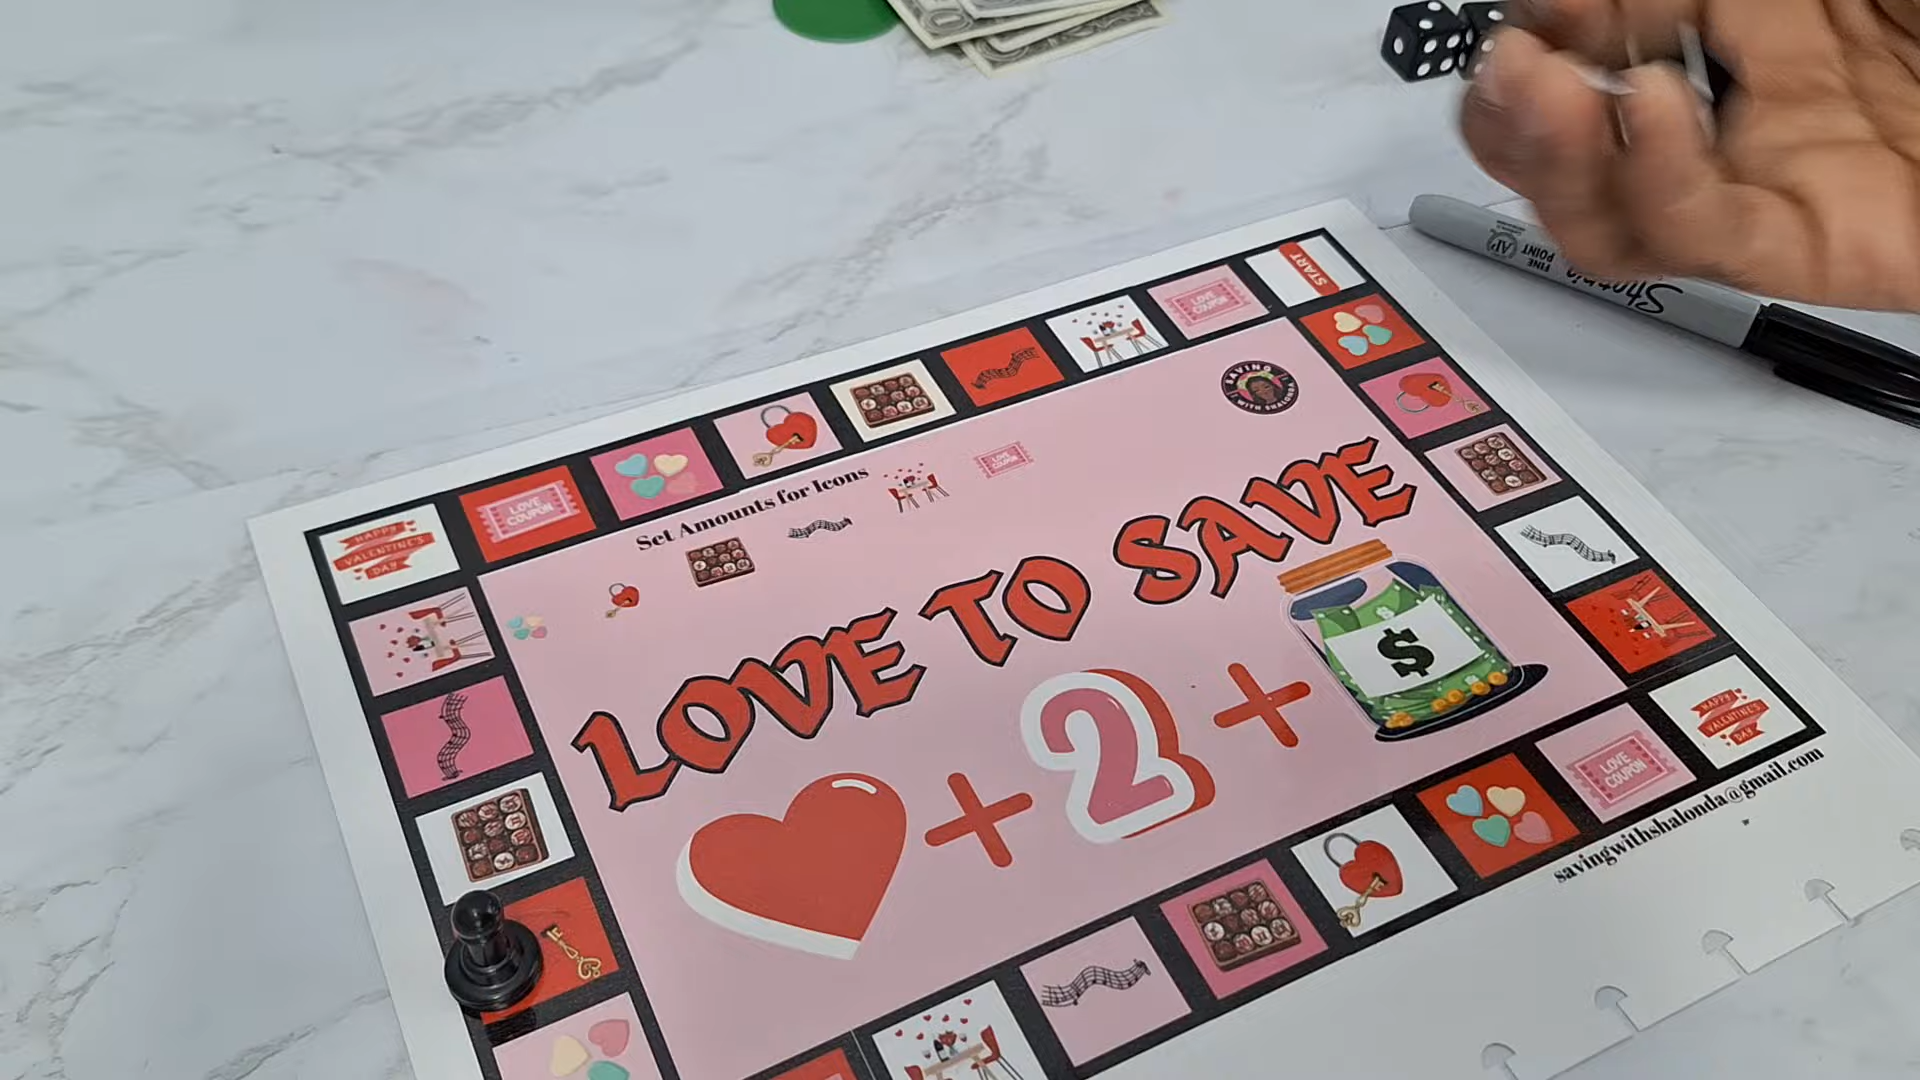 START
LOVE
COUPON
LOVE
COUPON
HAPPY
VALENTINE'S
DAY
Set Amounts for Icons
LOVE
COUPON
SAVING
WITH SHALONDA
LOVE TO SAVE
2
$
LOVE
COUPON
HAPPY
VALENTINE'S
DAY
savingwithshalonda@gmail.com
AP
FINE
POINT
Sharpie